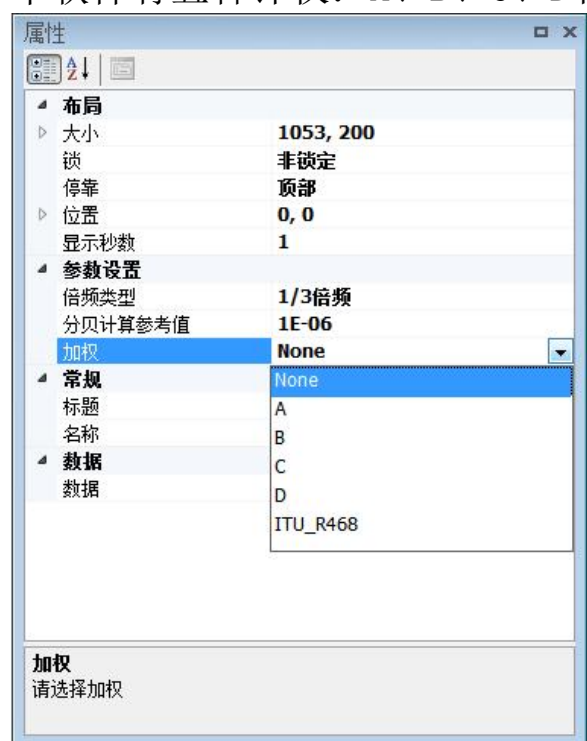 属性
布局
大小 1053, 200
锁 非锁定
停靠 顶部
位置 0, 0
显示秒数 1
参数设置
倍频类型 1/3倍频
分贝计算参考值 1E-06
加权 None
常规 None
标题 A
名称 B
数据 C
数据 D
ITU_R468
加权
请选择加权